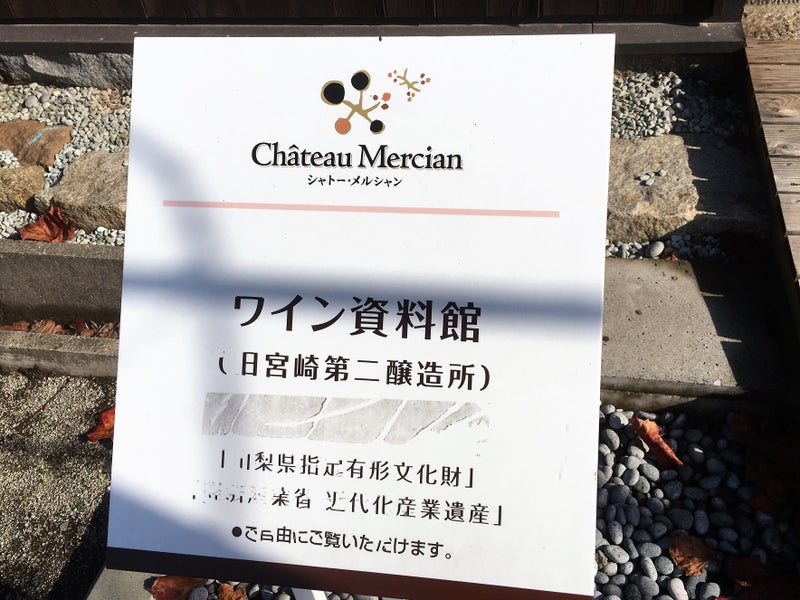 Château Mercian
シャトー・メルシャン
ワイン資料館
(旧宮崎第二醸造所)
「山梨県指定有形文化財」
業省 近代化産業遺産」
●ご自由にご覧いただけます。